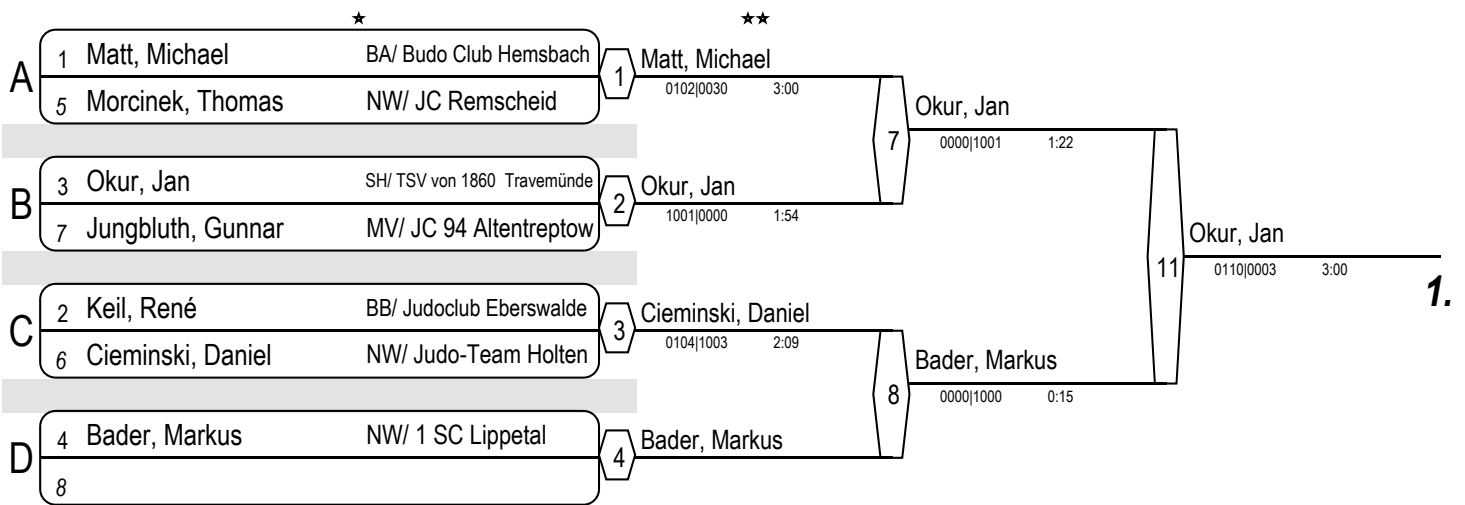 ★ ★★
A
1 Matt, Michael BA/ Budo Club Hemsbach
5 Morcinek, Thomas NW/ JC Remscheid
1
Matt, Michael
0102|0030 3:00
B
3 Okur, Jan SH/ TSV von 1860 Travemünde
7 Jungbluth, Gunnar MV/ JC 94 Altentreptow
2
Okur, Jan
1001|0000 1:54
7
Okur, Jan
0000|1001 1:22
C
2 Keil, René BB/ Judoclub Eberswalde
6 Cieminski, Daniel NW/ Judo-Team Holten
3
Cieminski, Daniel
0104|1003 2:09
D
4 Bader, Markus NW/ 1 SC Lippetal
8
4
Bader, Markus
8
Bader, Markus
0000|1000 0:15
11
Okur, Jan
0110|0003 3:00
1.